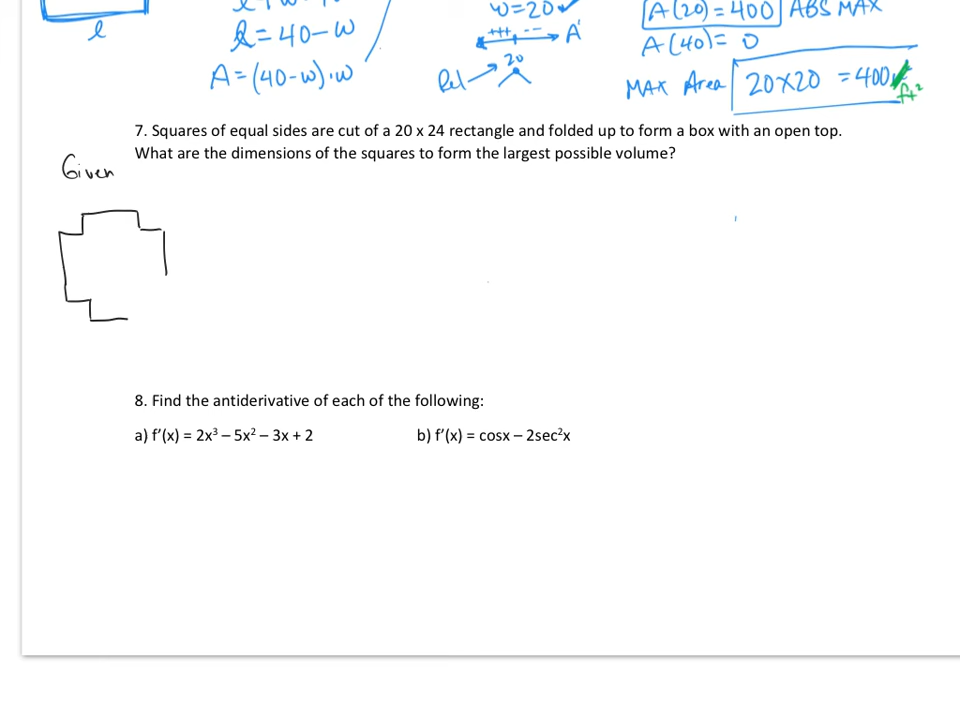 w=20
A(20) = 400 ABS MAX
l
l = 40-w
+++ -- A'
A(40) = 0
A = (40-w)·w
Rel 20
MAX Area 20x20 = 400 ft²
7. Squares of equal sides are cut of a 20 x 24 rectangle and folded up to form a box with an open top.
What are the dimensions of the squares to form the largest possible volume?
Given
8. Find the antiderivative of each of the following:
a) f'(x) = 2x³ – 5x² – 3x + 2 b) f'(x) = cosx – 2sec²x